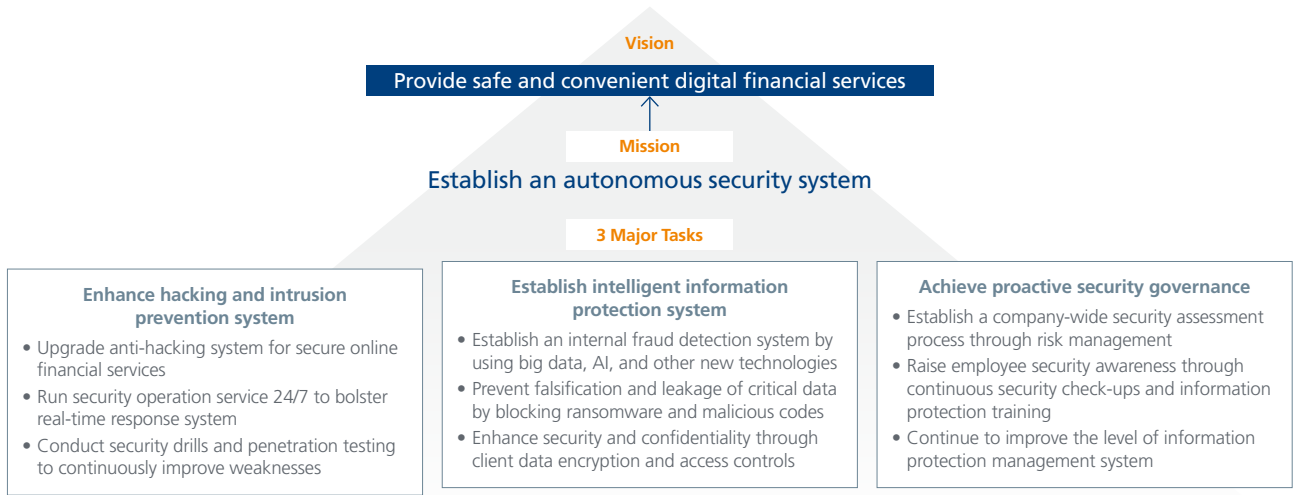 Vision
Provide safe and convenient digital financial services
Mission
Establish an autonomous security system
3 Major Tasks
Enhance hacking and intrusion
prevention system
• Upgrade anti-hacking system for secure online
financial services
• Run security operation service 24/7 to bolster
real-time response system
• Conduct security drills and penetration testing
to continuously improve weaknesses
Establish intelligent information
protection system
• Establish an internal fraud detection system by
using big data, AI, and other new technologies
• Prevent falsification and leakage of critical data
by blocking ransomware and malicious codes
• Enhance security and confidentiality through
client data encryption and access controls
Achieve proactive security governance
• Establish a company-wide security assessment
process through risk management
• Raise employee security awareness through
continuous security check-ups and information
protection training
• Continue to improve the level of information
protection management system